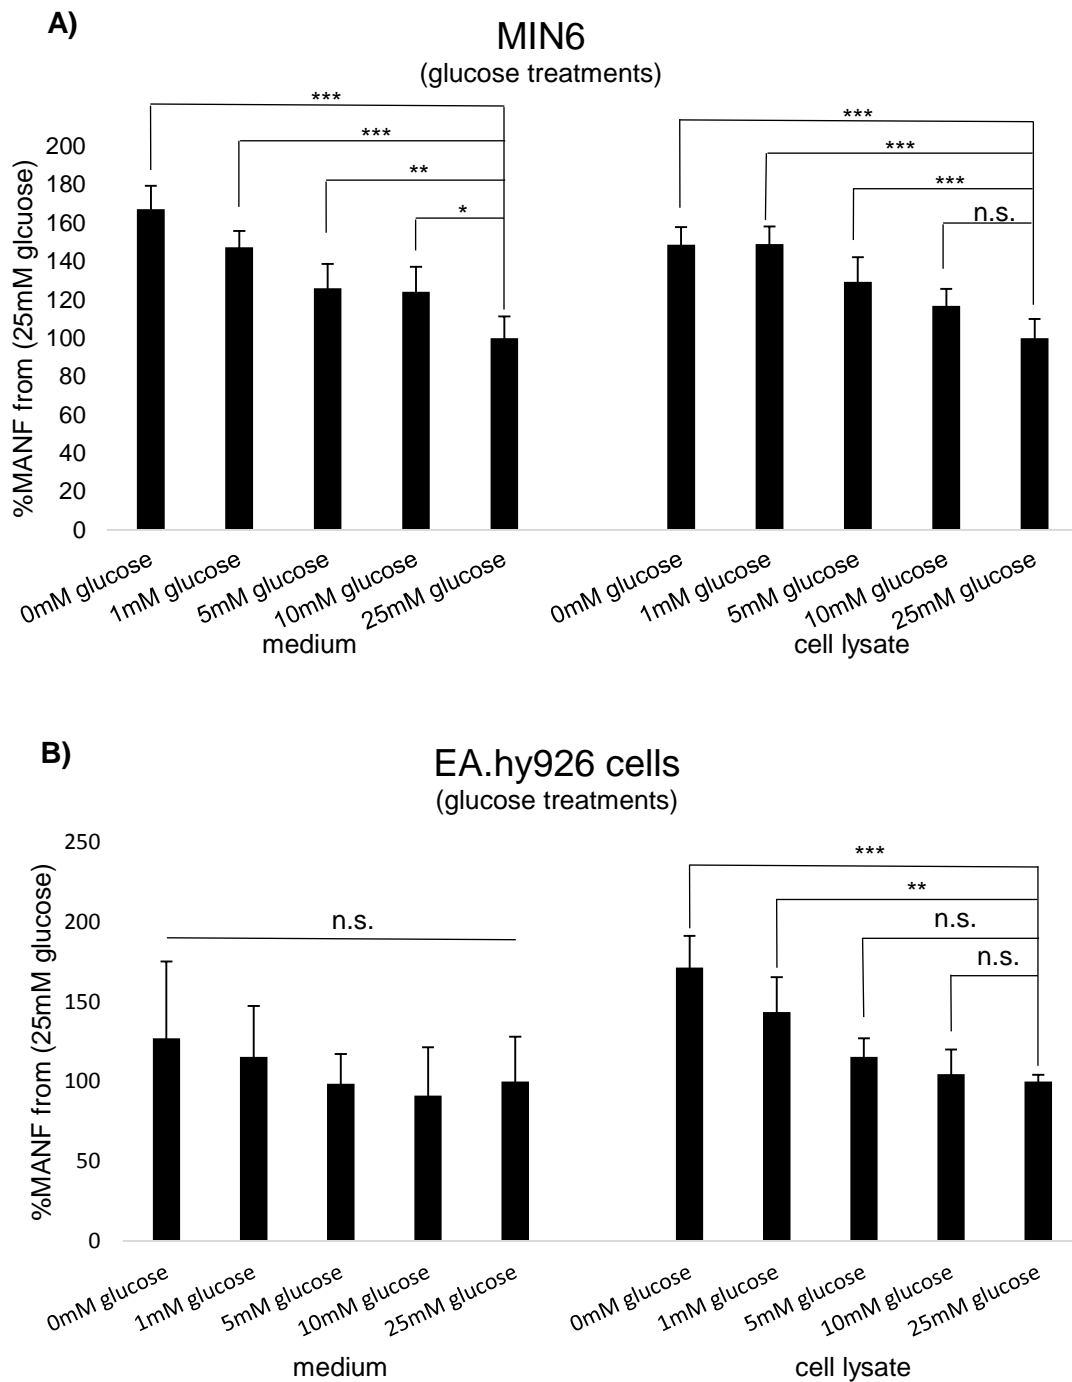 A)
MIN6
(glucose treatments)
%MANF from (25mM glcuose)
200
180
160
140
120
100
80
60
40
20
0
***
***
**
*
***
***
***
n.s.
0mM glucose
1mM glucose
5mM glucose
10mM glucose
25mM glucose
0mM glucose
1mM glucose
5mM glucose
10mM glucose
25mM glucose
medium
cell lysate
B)
EA.hy926 cells
(glucose treatments)
%MANF from (25mM glucose)
250
200
150
100
50
0
n.s.
***
**
n.s.
n.s.
0mM glucose
1mM glucose
5mM glucose
10mM glucose
25mM glucose
0mM glucose
1mM glucose
5mM glucose
10mM glucose
25mM glucose
medium
cell lysate